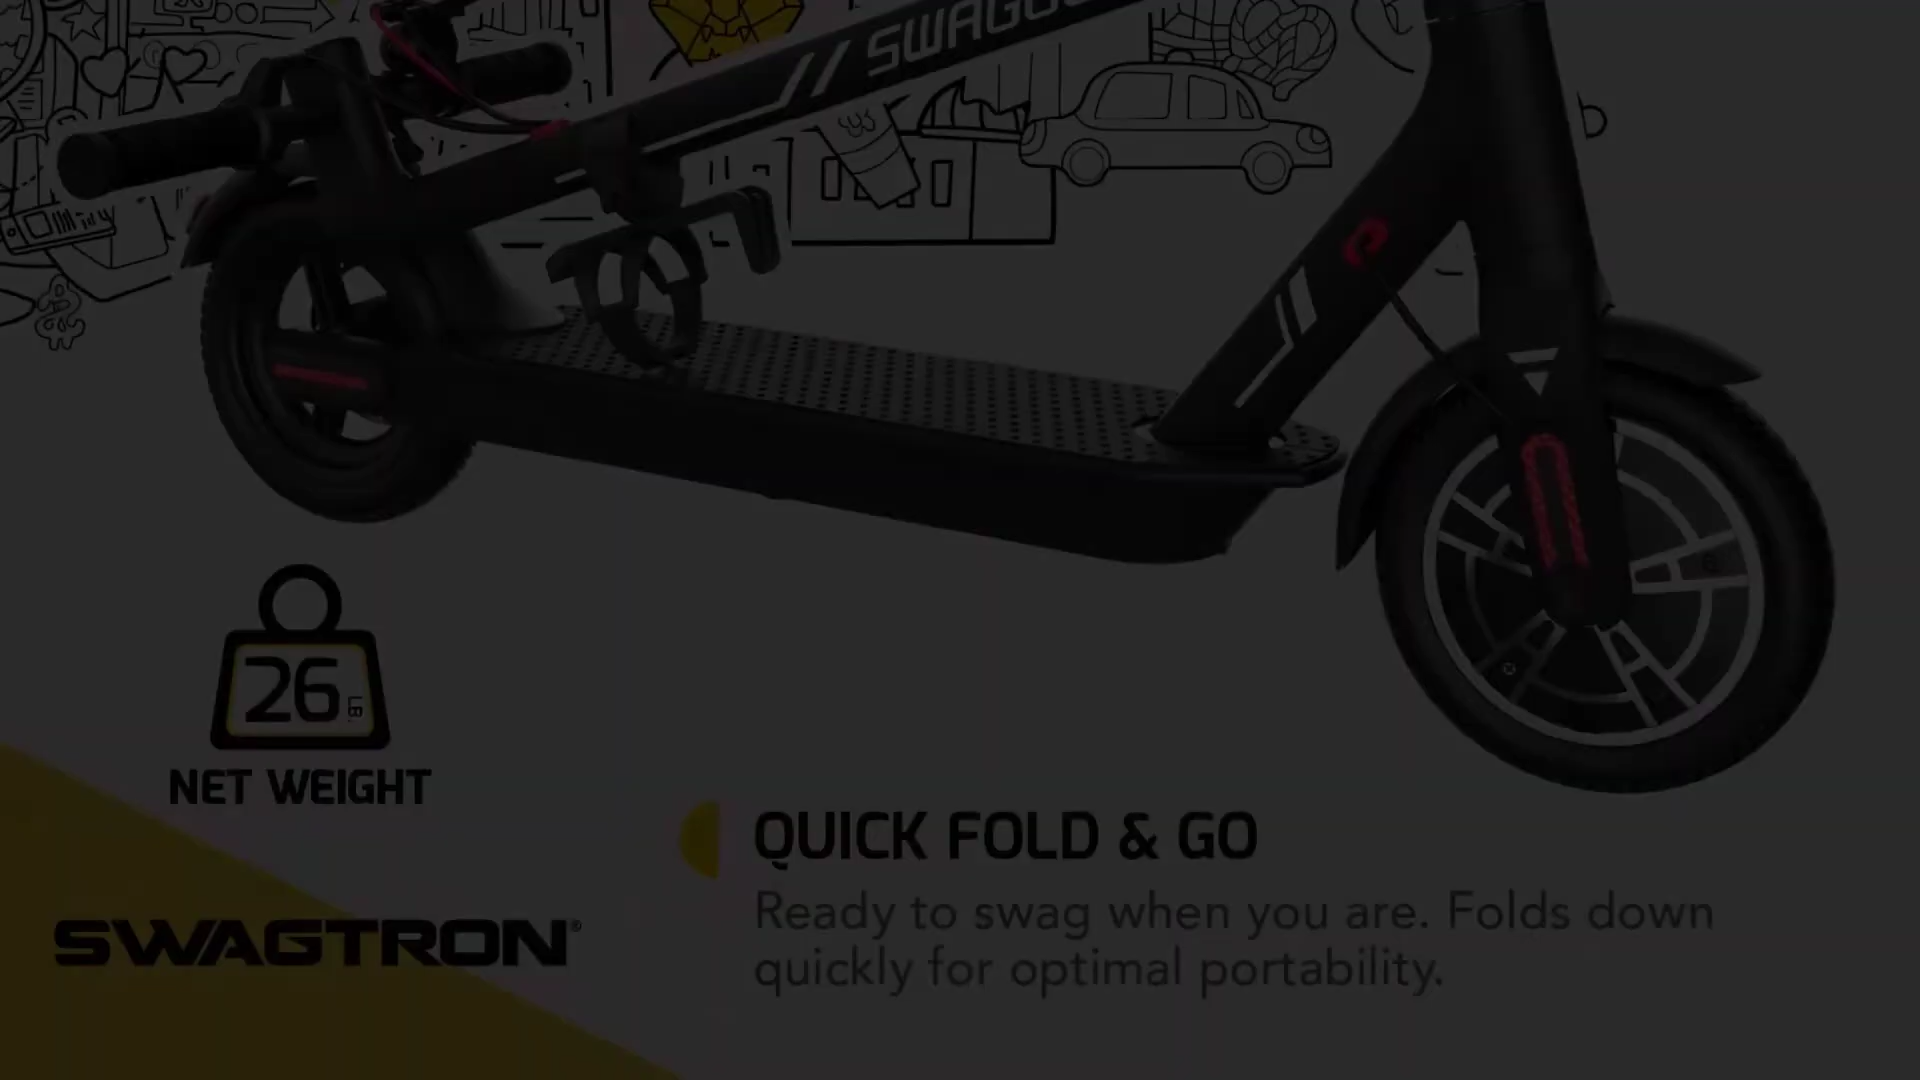 26 LB.
NET WEIGHT
QUICK FOLD & GO
Ready to swag when you are. Folds down
quickly for optimal portability.
SWAGTRON®